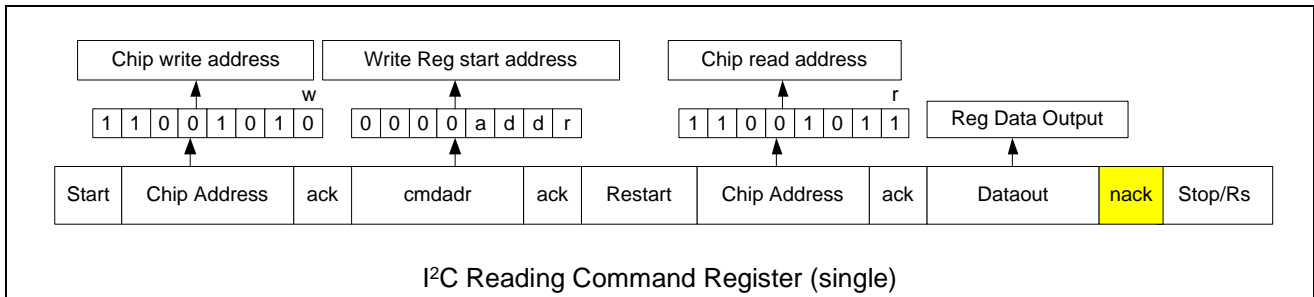 Chip write address Write Reg start address Chip read address
w r
1 1 0 0 1 0 1 0 0 0 0 0 a d d r 1 1 0 0 1 0 1 1 Reg Data Output
Start Chip Address ack cmdadr ack Restart Chip Address ack Dataout nack Stop/Rs
I²C Reading Command Register (single)